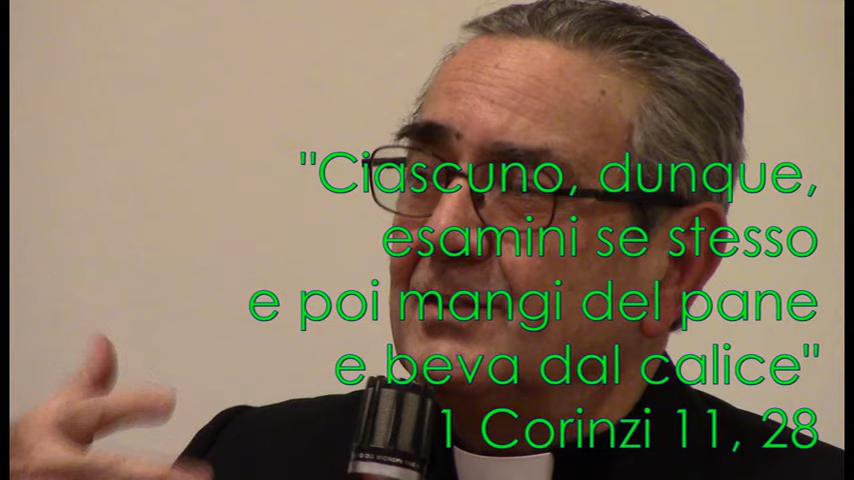 "Ciascuno, dunque,
esamini se stesso
e poi mangi del pane
e beva dal calice"
1 Corinzi 11, 28